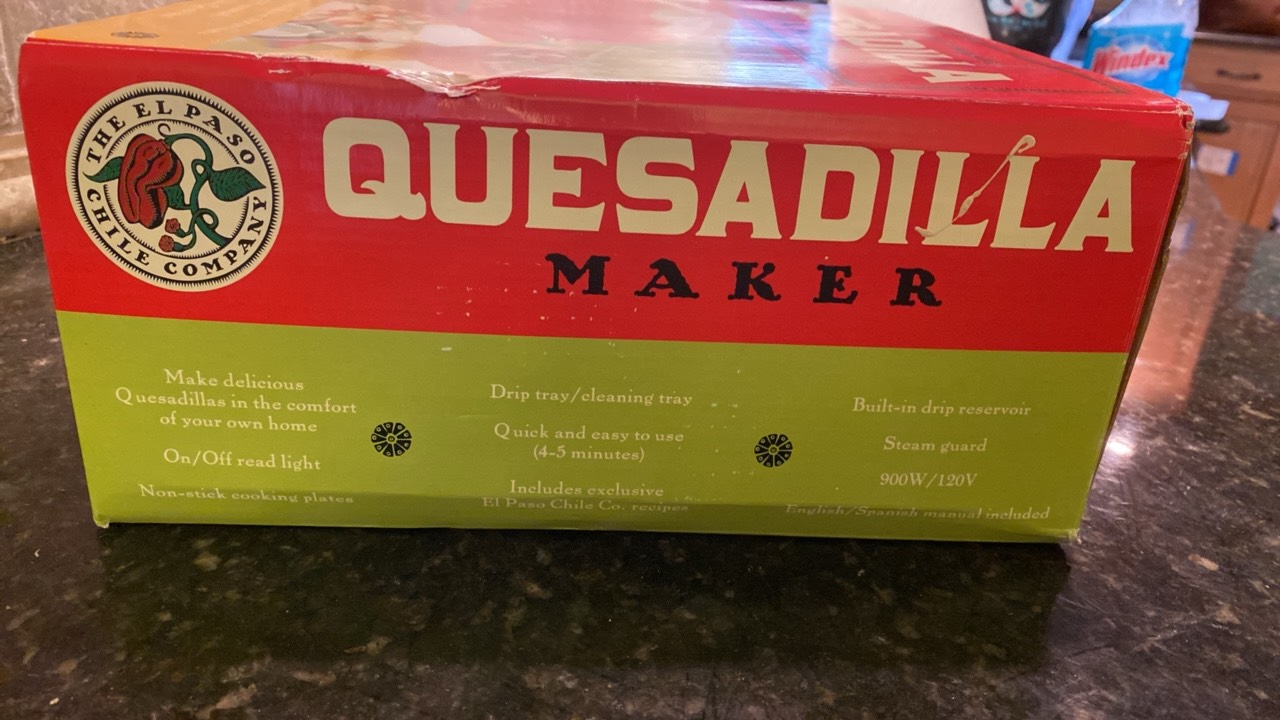 THE EL PASO
CHILE COMPANY
QUESADILLA
MAKER
Make delicious
Quesadillas in the comfort
of your own home
On/Off read light
Non-stick cooking plates
Drip tray/cleaning tray
Quick and easy to use
(4-5 minutes)
Includes exclusive
El Paso Chile Co. recipes
Built-in drip reservoir
Steam guard
900W/120V
English/Spanish manual included
ADILLA
Windex